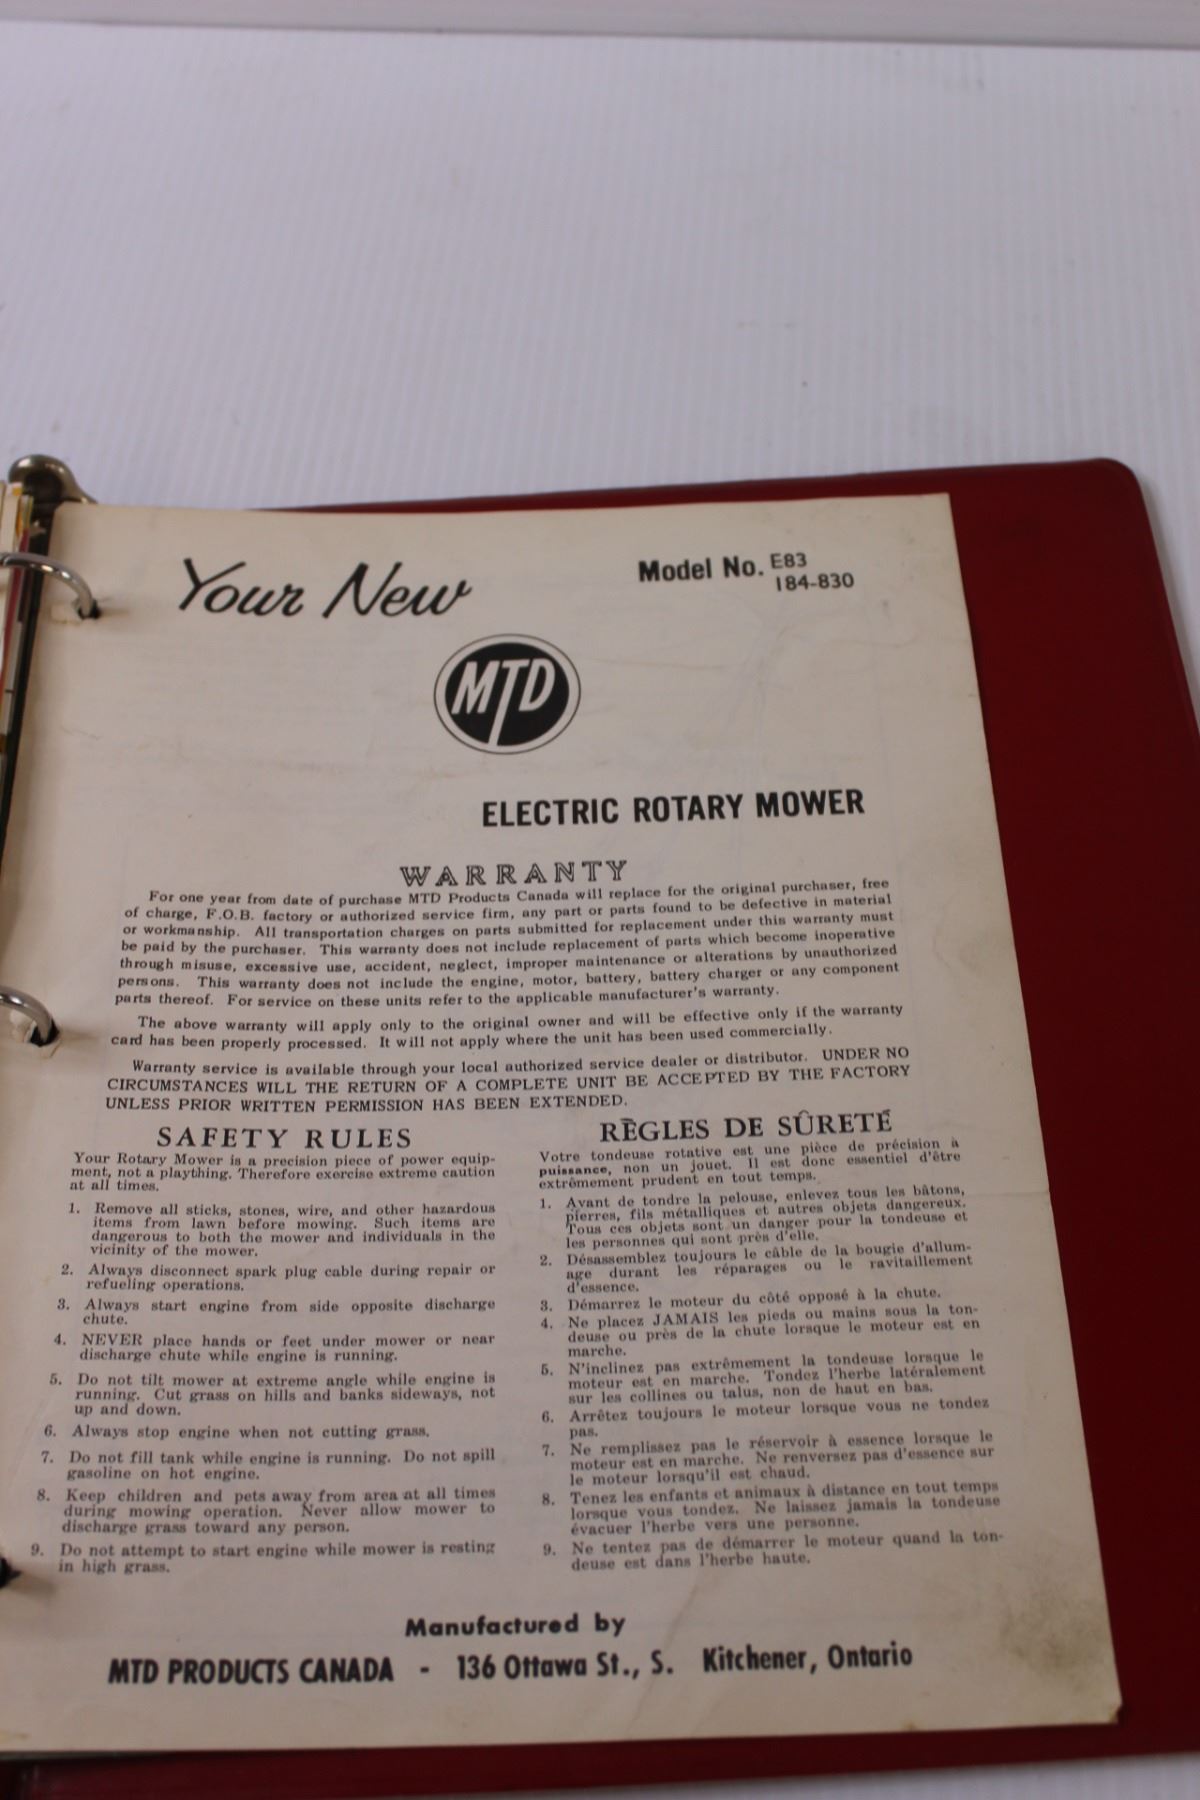 Your New
Model No. E83
184-830
MTD
ELECTRIC ROTARY MOWER
WARRANTY
For one year from date of purchase MTD Products Canada will replace for the original purchaser, free
of charge, F.O.B. factory or authorized service firm, any part or parts found to be defective in material
or workmanship. All transportation charges on parts submitted for replacement under this warranty must
be paid by the purchaser. This warranty does not include replacement of parts which become inoperative
through misuse, excessive use, accident, neglect, improper maintenance or alterations by unauthorized
persons. This warranty does not include the engine, motor, battery, battery charger or any component
parts thereof. For service on these units refer to the applicable manufacturer's warranty.
The above warranty will apply only to the original owner and will be effective only if the warranty
card has been properly processed. It will not apply where the unit has been used commercially.
Warranty service is available through your local authorized service dealer or distributor. UNDER NO
CIRCUMSTANCES WILL THE RETURN OF A COMPLETE UNIT BE ACCEPTED BY THE FACTORY
UNLESS PRIOR WRITTEN PERMISSION HAS BEEN EXTENDED.
SAFETY RULES
Your Rotary Mower is a precision piece of power equip-
ment, not a plaything. Therefore exercise extreme caution
at all times.
1. Remove all sticks, stones, wire, and other hazardous
items from lawn before mowing. Such items are
dangerous to both the mower and individuals in the
vicinity of the mower.
2. Always disconnect spark plug cable during repair or
refueling operations.
3. Always start engine from side opposite discharge
chute.
4. NEVER place hands or feet under mower or near
discharge chute while engine is running.
5. Do not tilt mower at extreme angle while engine is
running. Cut grass on hills and banks sideways, not
up and down.
6. Always stop engine when not cutting grass.
7. Do not fill tank while engine is running. Do not spill
gasoline on hot engine.
8. Keep children and pets away from area at all times
during mowing operation. Never allow mower to
discharge grass toward any person.
9. Do not attempt to start engine while mower is resting
in high grass.
RÈGLES DE SÛRETÉ
Votre tondeuse rotative est une pièce de précision à
puissance, non un jouet. Il est donc essentiel d'être
extrêmement prudent en tout temps.
1. Avant de tondre la pelouse, enlevez tous les bâtons,
pierres, fils métalliques et autres objets dangereux.
Tous ces objets sont un danger pour la tondeuse et
les personnes qui sont près d'elle.
2. Désassemblez toujours le câble de la bougie d'allum-
age durant les réparages ou le ravitaillement
d'essence.
3. Démarrez le moteur du côté opposé à la chute.
4. Ne placez JAMAIS les pieds ou mains sous la ton-
deuse ou près de la chute lorsque le moteur est en
marche.
5. N'inclinez pas extrêmement la tondeuse lorsque le
moteur est en marche. Tondez l'herbe latéralement
sur les collines ou talus, non de haut en bas.
6. Arrêtez toujours le moteur lorsque vous ne tondez
pas.
7. Ne remplissez pas le réservoir à essence lorsque le
moteur est en marche. Ne renversez pas d'essence sur
le moteur lorsqu'il est chaud.
8. Tenez les enfants et animaux à distance en tout temps
lorsque vous tondez. Ne laissez jamais la tondeuse
évacuer l'herbe vers une personne.
9. Ne tentez pas de démarrer le moteur quand la ton-
deuse est dans l'herbe haute.
Manufactured by
MTD PRODUCTS CANADA - 136 Ottawa St., S. Kitchener, Ontario